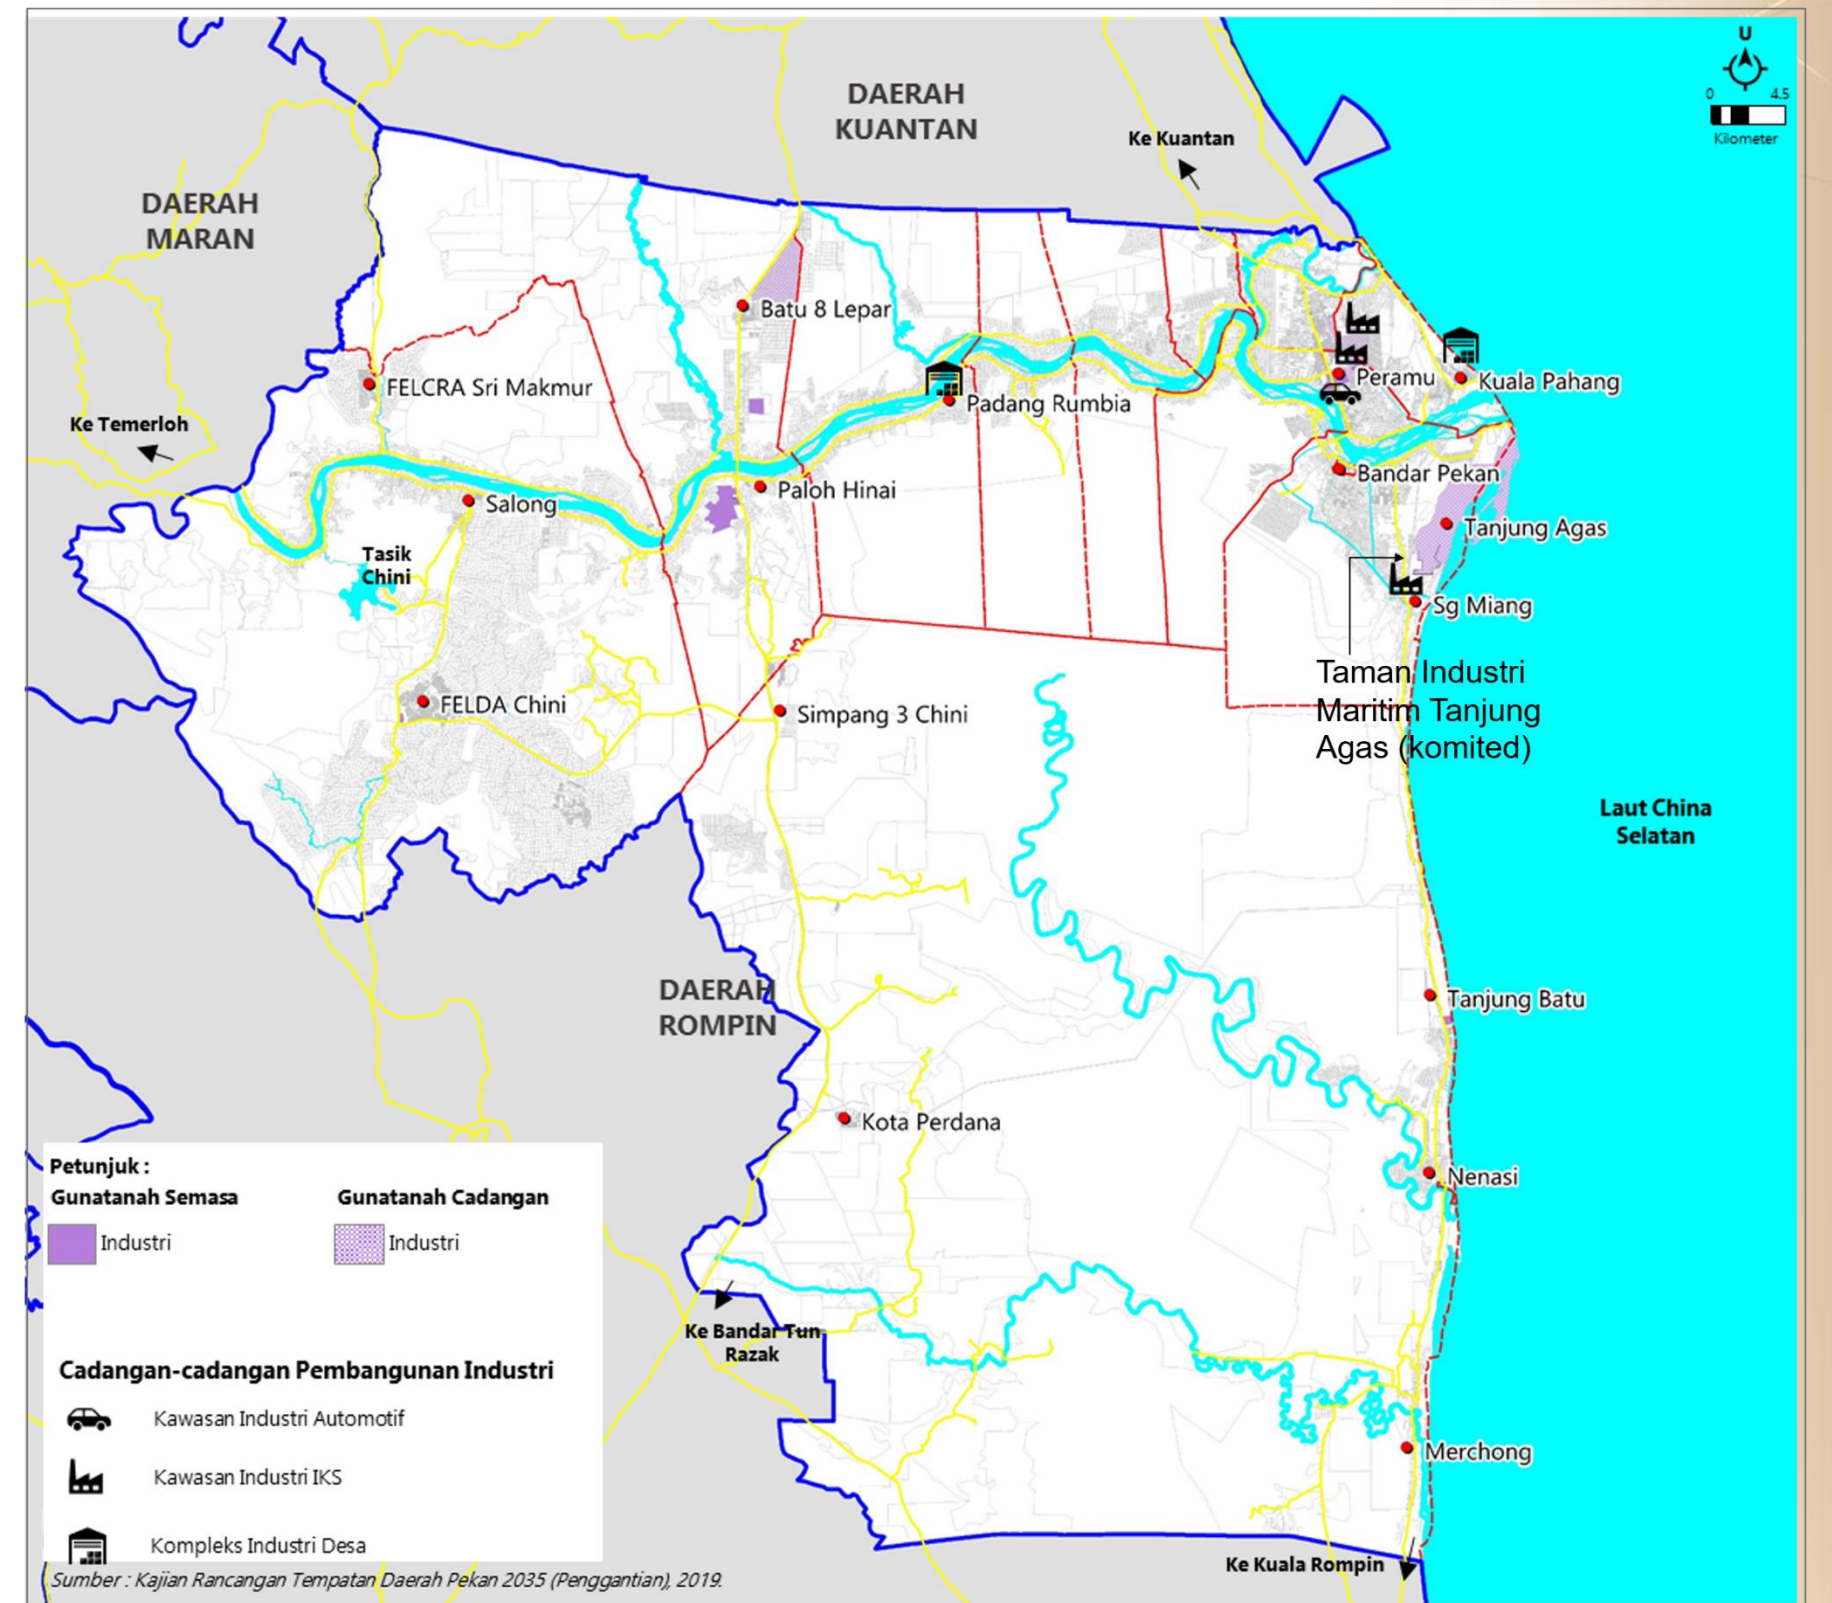 U
0 4.5
Kilometer
DAERAH
KUANTAN
Ke Kuantan
DAERAH
MARAN
Batu 8 Lepar
FELCRA Sri Makmur
Peramu
Kuala Pahang
Padang Rumbia
Ke Temerloh
Bandar Pekan
Paloh Hinai
Salong
Tanjung Agas
Tasik
Chini
Sg Miang
Taman Industri
Maritim Tanjung
Agas (komited)
FELDA Chini
Simpang 3 Chini
Laut China
Selatan
DAERAH
ROMPIN
Tanjung Batu
Kota Perdana
Nenasi
Petunjuk :
Gunatanah Semasa
Gunatanah Cadangan
Industri
Industri
Ke Bandar Tun
Razak
Cadangan-cadangan Pembangunan Industri
Kawasan Industri Automotif
Kawasan Industri IKS
Kompleks Industri Desa
Merchong
Ke Kuala Rompin
Sumber : Kajian Rancangan Tempatan Daerah Pekan 2035 (Penggantian), 2019.